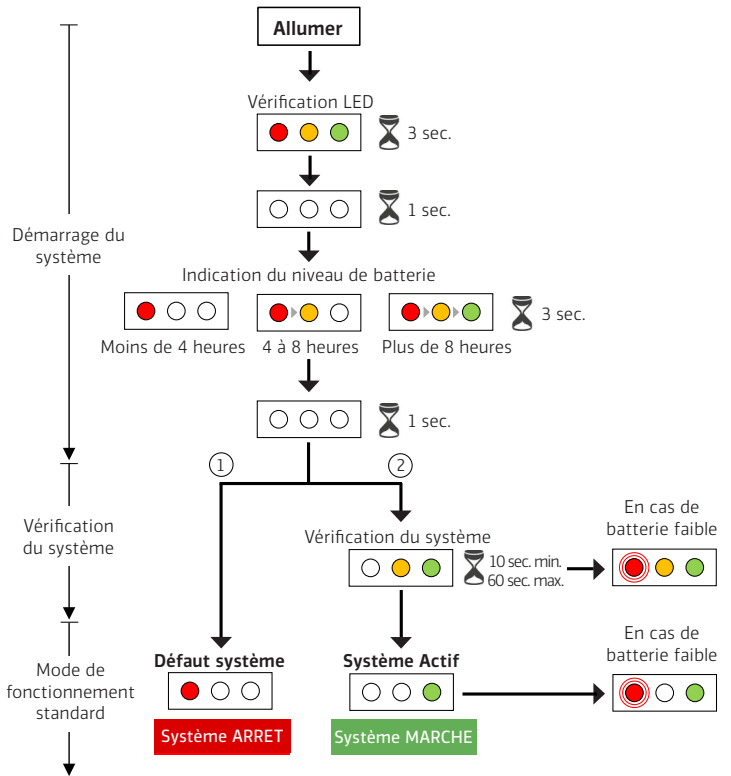 Allumer
Vérification LED
3 sec.
1 sec.
Démarrage du
système
Indication du niveau de batterie
3 sec.
Moins de 4 heures
4 à 8 heures
Plus de 8 heures
1 sec.
1
2
Vérification
du système
Vérification du système
10 sec. min.
60 sec. max.
En cas de
batterie faible
Mode de
fonctionnement
standard
Défaut système
Système ARRET
Système Actif
Système MARCHE
En cas de
batterie faible